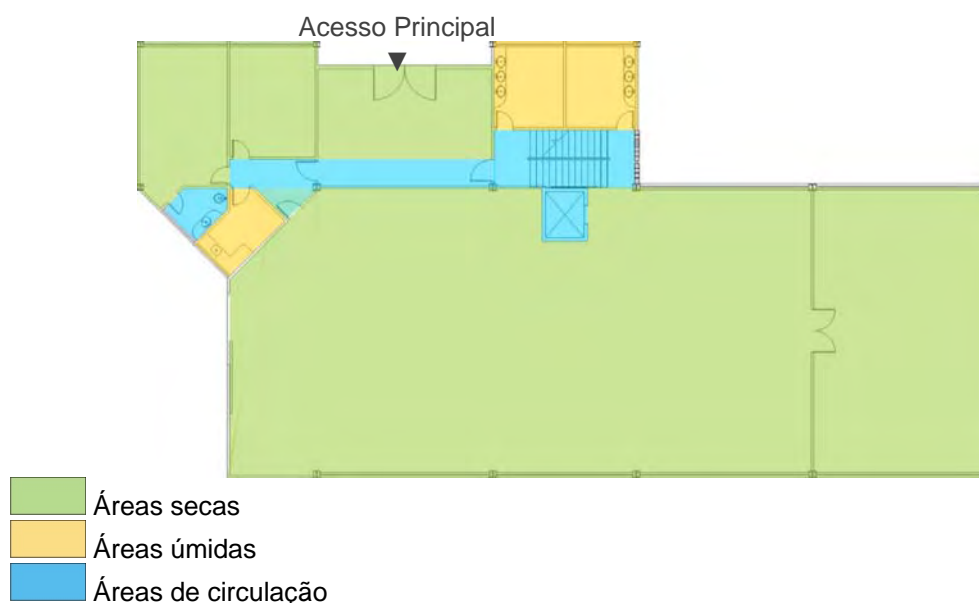 Acesso Principal
Áreas secas
Áreas úmidas
Áreas de circulação